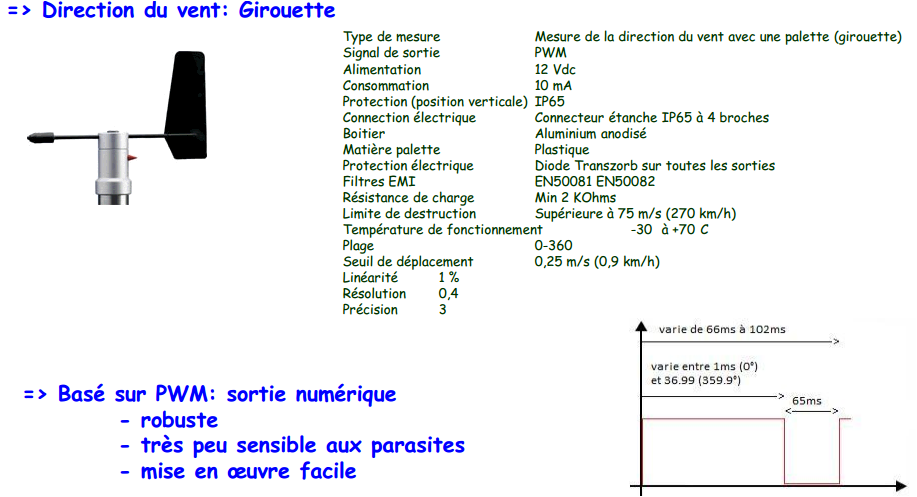 => Direction du vent: Girouette
Type de mesure Mesure de la direction du vent avec une palette (girouette)
Signal de sortie PWM
Alimentation 12 Vdc
Consommation 10 mA
Protection (position verticale) IP65
Connection électrique Connecteur étanche IP65 à 4 broches
Boitier Aluminium anodisé
Matière palette Plastique
Protection électrique Diode Transzorb sur toutes les sorties
Filtres EMI EN50081 EN50082
Résistance de charge Min 2 KOhms
Limite de destruction Supérieure à 75 m/s (270 km/h)
Température de fonctionnement -30 à +70 C
Plage 0-360
Seuil de déplacement 0,25 m/s (0,9 km/h)
Linéarité 1 %
Résolution 0,4
Précision 3
varie de 66ms à 102ms
varie entre 1ms (0°)
et 36.99 (359.9°)
65ms
=> Basé sur PWM: sortie numérique
- robuste
- très peu sensible aux parasites
- mise en œuvre facile